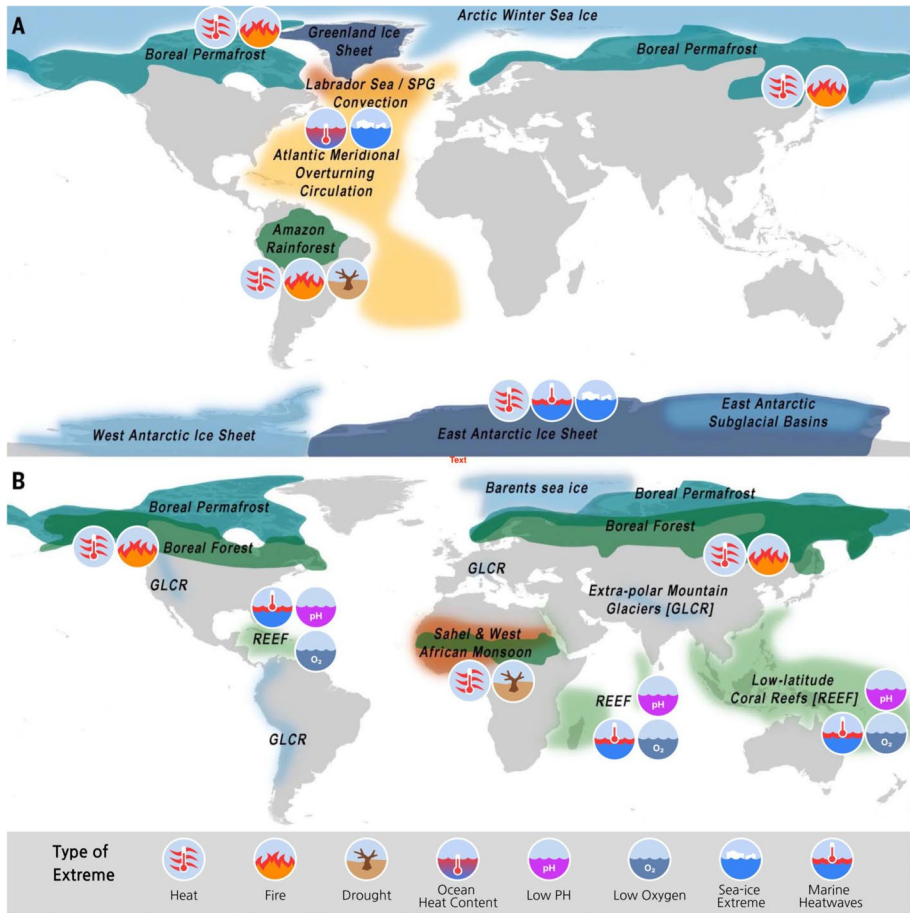 A
Arctic Winter Sea Ice
Greenland Ice
Sheet
Boreal Permafrost
Boreal Permafrost
Labrador Sea / SPG
Convection
Atlantic Meridional
Overturning
Circulation
Amazon
Rainforest
West Antarctic Ice Sheet
East Antarctic Ice Sheet
East Antarctic
Subglacial Basins
Text
B
Barents sea ice
Boreal Permafrost
Boreal Permafrost
Boreal Forest
Boreal Forest
GLCR
GLCR
Extra-polar Mountain
Glaciers [GLCR]
pH
REEF
O₂
Sahel & West
African Monsoon
REEF
pH
O₂
Low-latitude
Coral Reefs [REEF]
pH
O₂
GLCR
Type of
Extreme
Heat
Fire
Drought
Ocean
Heat Content
pH
Low PH
O₂
Low Oxygen
Sea-ice
Extreme
Marine
Heatwaves